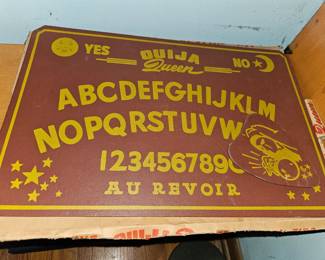 YES
OUIJA
Queen
NO
ABCDEFGHIJKLM
NOPQRSTUVW
1234567890
AU REVOIR